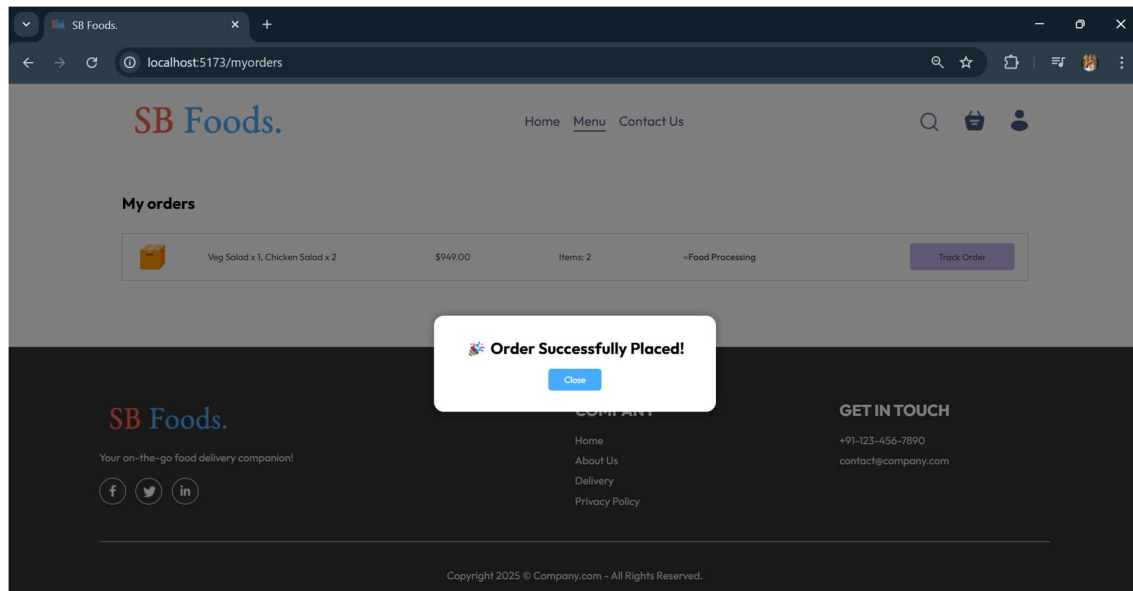 SB Foods.
localhost:5173/myorders
SB Foods.
Home Menu Contact Us
My orders
Veg Salad x 1, Chicken Salad x 2 $949.00 Items: 2 Food Processing Track Order
🎉 Order Successfully Placed!
Close
SB Foods.
Your on-the-go food delivery companion!
COMPANY
Home
About Us
Delivery
Privacy Policy
GET IN TOUCH
+91-123-456-7890
contact@company.com
Copyright 2025 © Company.com - All Rights Reserved.